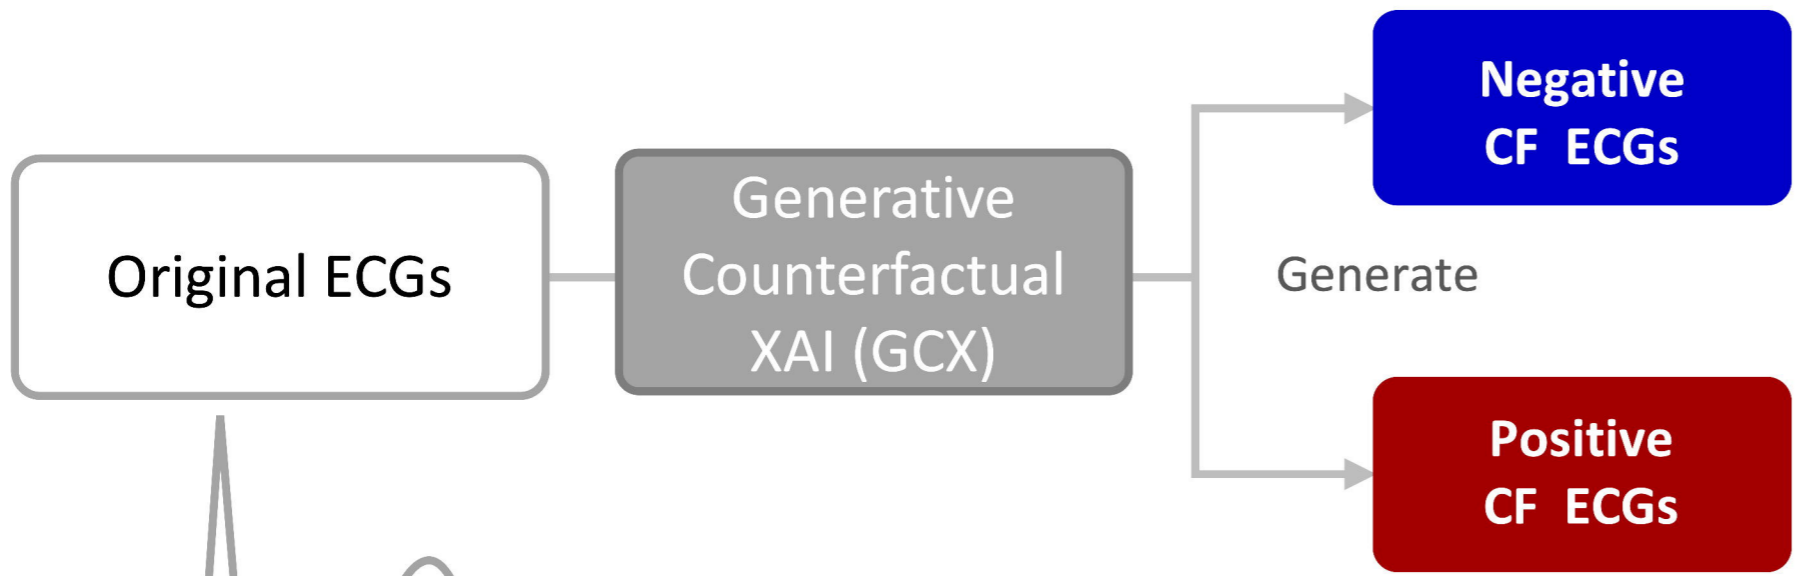 Original ECGs
Generative
Counterfactual
XAI (GCX)
Negative
CF ECGs
Generate
Positive
CF ECGs